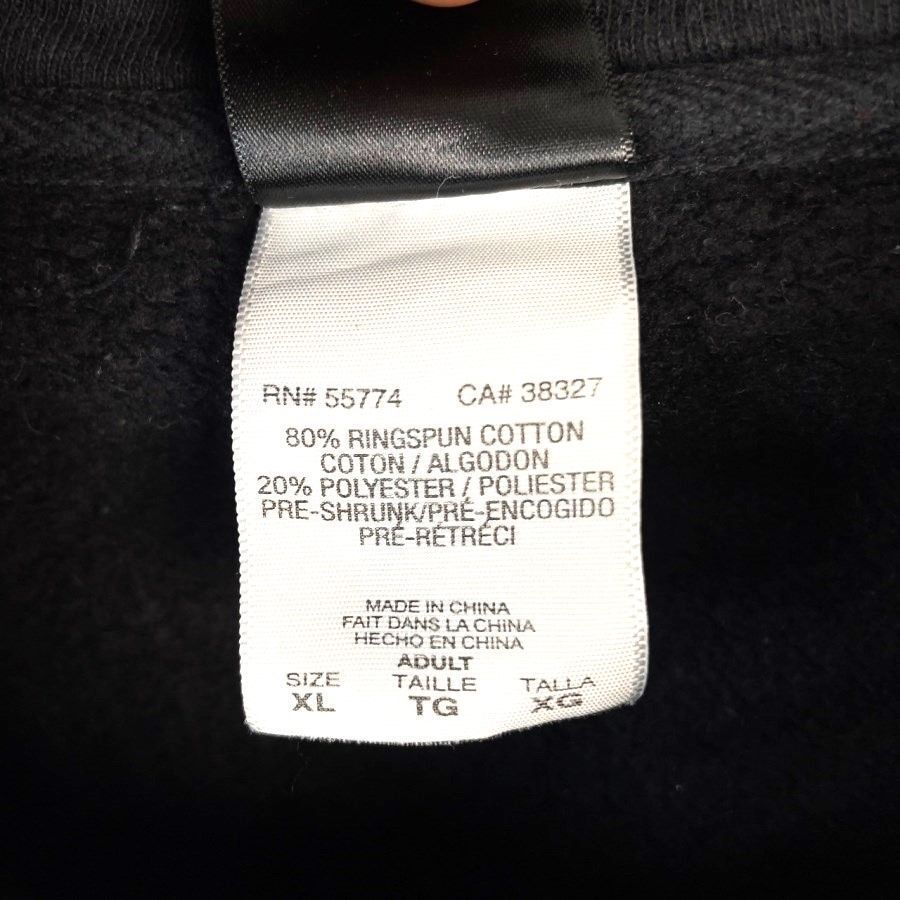 RN# 55774 CA# 38327
80% RINGSPUN COTTON
COTON / ALGODON
20% POLYESTER / POLIESTER
PRE-SHRUNK/PRÉ-ENCOGIDO
PRÉ-RÉTRÉCI
MADE IN CHINA
FAIT DANS LA CHINA
HECHO EN CHINA
ADULT
SIZE TAILLE TALLA
XL TG XG